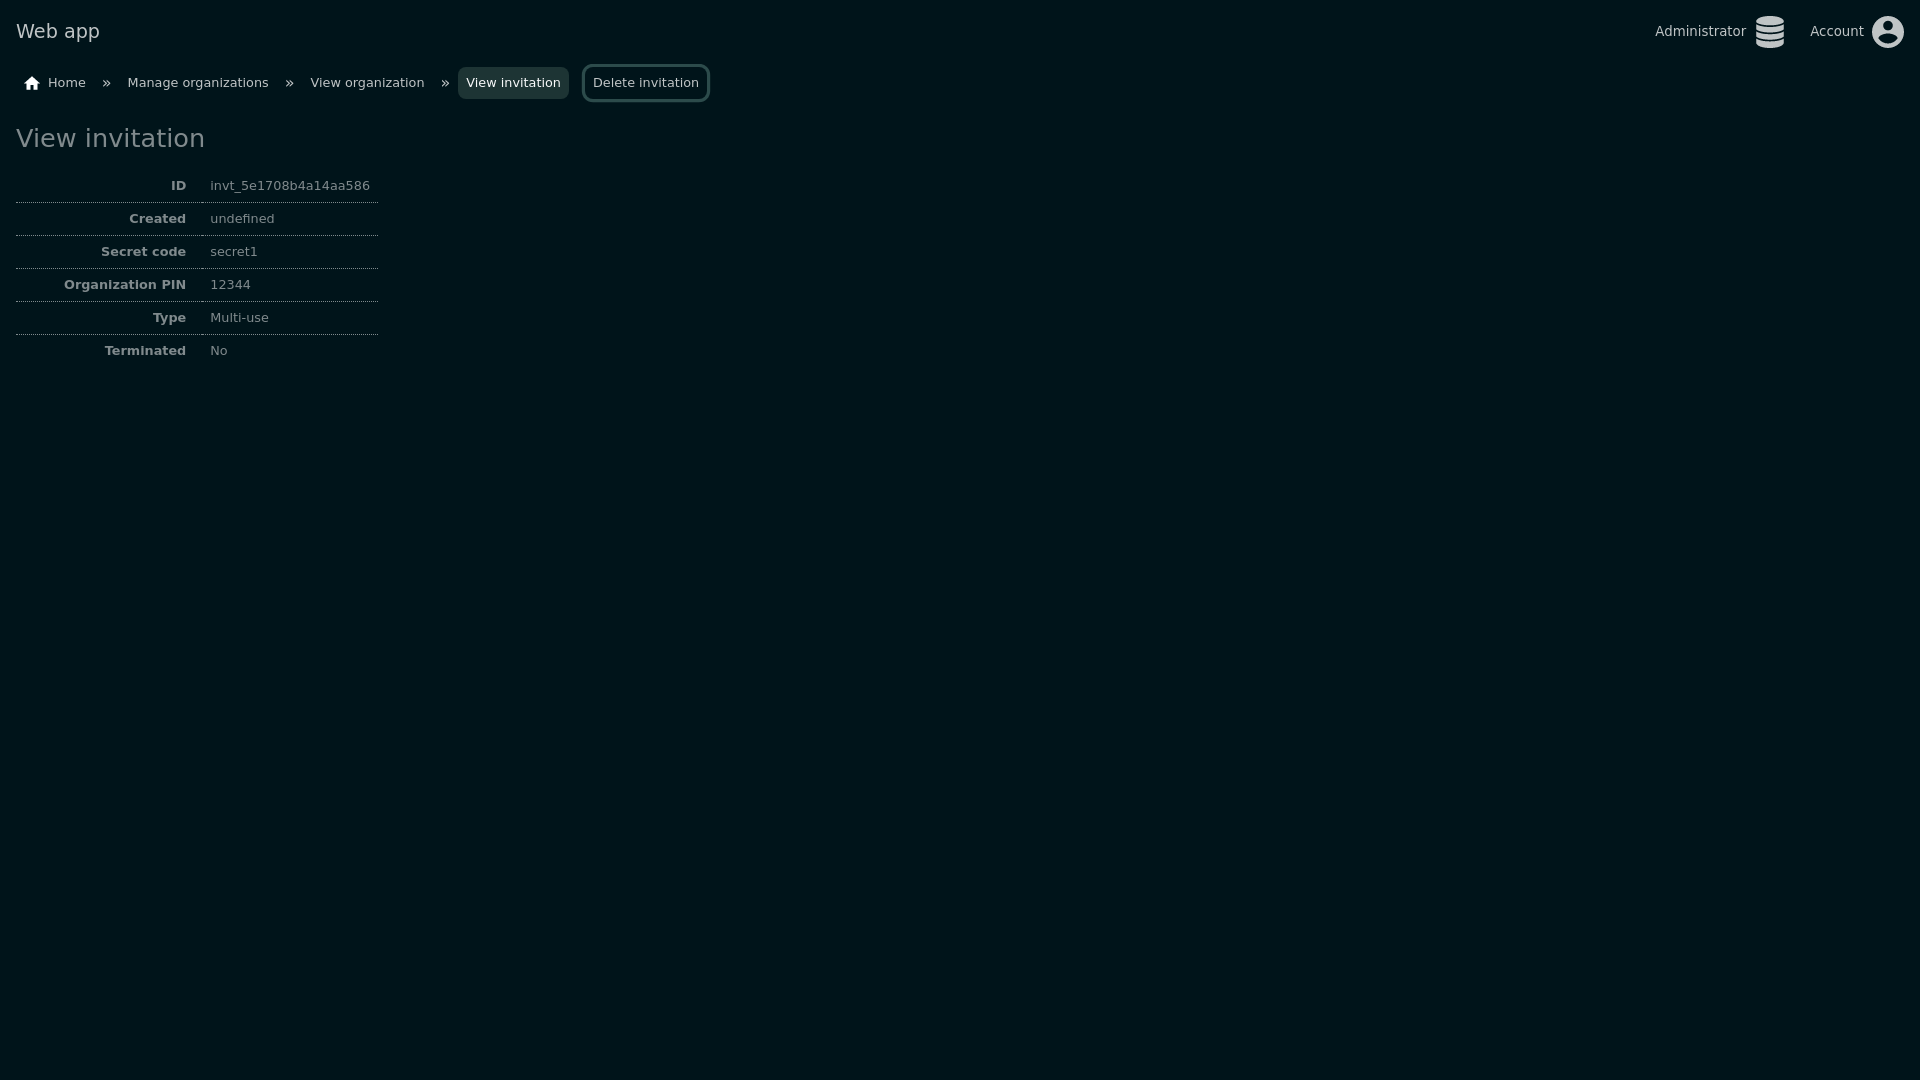 Web app
Administrator
Account
Home » Manage organizations » View organization » View invitation Delete invitation
View invitation
ID invt_5e1708b4a14aa586
Created undefined
Secret code secret1
Organization PIN 12344
Type Multi-use
Terminated No